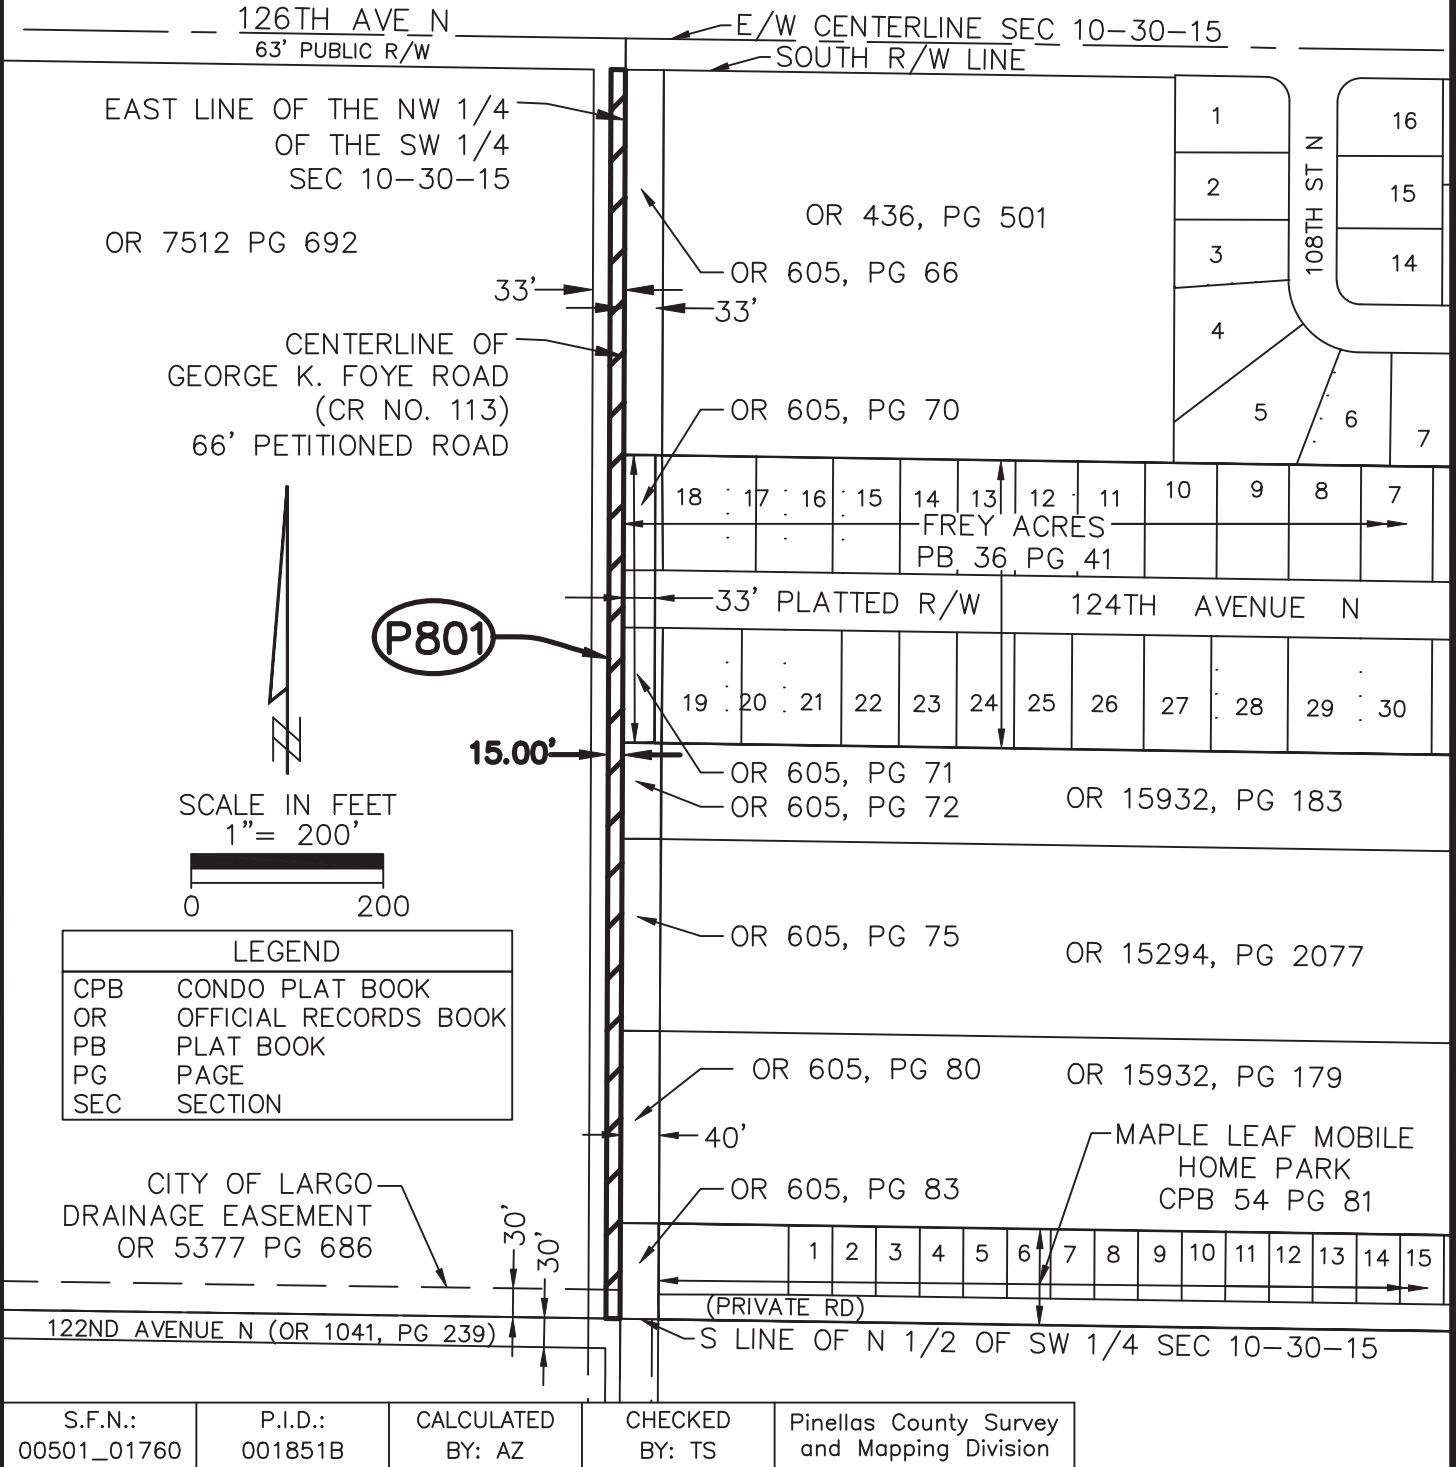 126TH AVE N
63' PUBLIC R/W
E/W CENTERLINE SEC 10-30-15
SOUTH R/W LINE
EAST LINE OF THE NW 1/4
OF THE SW 1/4
SEC 10-30-15
OR 7512 PG 692
OR 436, PG 501
OR 605, PG 66
33'
33'
1
2
3
4
5
6
7
108TH ST N
16
15
14
CENTERLINE OF
GEORGE K. FOYE ROAD
(CR NO. 113)
66' PETITIONED ROAD
OR 605, PG 70
18 17 16 15 14 13 12 11 10 9 8 7
FREY ACRES
PB 36 PG 41
33' PLATTED R/W
124TH AVENUE N
P801
19 20 21 22 23 24 25 26 27 28 29 30
15.00'
OR 605, PG 71
OR 605, PG 72
OR 15932, PG 183
N
SCALE IN FEET
1"= 200'
0 200
OR 605, PG 75
OR 15294, PG 2077
LEGEND
CPB CONDO PLAT BOOK
OR OFFICIAL RECORDS BOOK
PB PLAT BOOK
PG PAGE
SEC SECTION
OR 605, PG 80
OR 15932, PG 179
40'
MAPLE LEAF MOBILE
HOME PARK
CPB 54 PG 81
OR 605, PG 83
CITY OF LARGO
DRAINAGE EASEMENT
OR 5377 PG 686
30'
30'
1 2 3 4 5 6 7 8 9 10 11 12 13 14 15
(PRIVATE RD)
122ND AVENUE N (OR 1041, PG 239)
S LINE OF N 1/2 OF SW 1/4 SEC 10-30-15
S.F.N.:
00501_01760
P.I.D.:
001851B
CALCULATED
BY: AZ
CHECKED
BY: TS
Pinellas County Survey
and Mapping Division